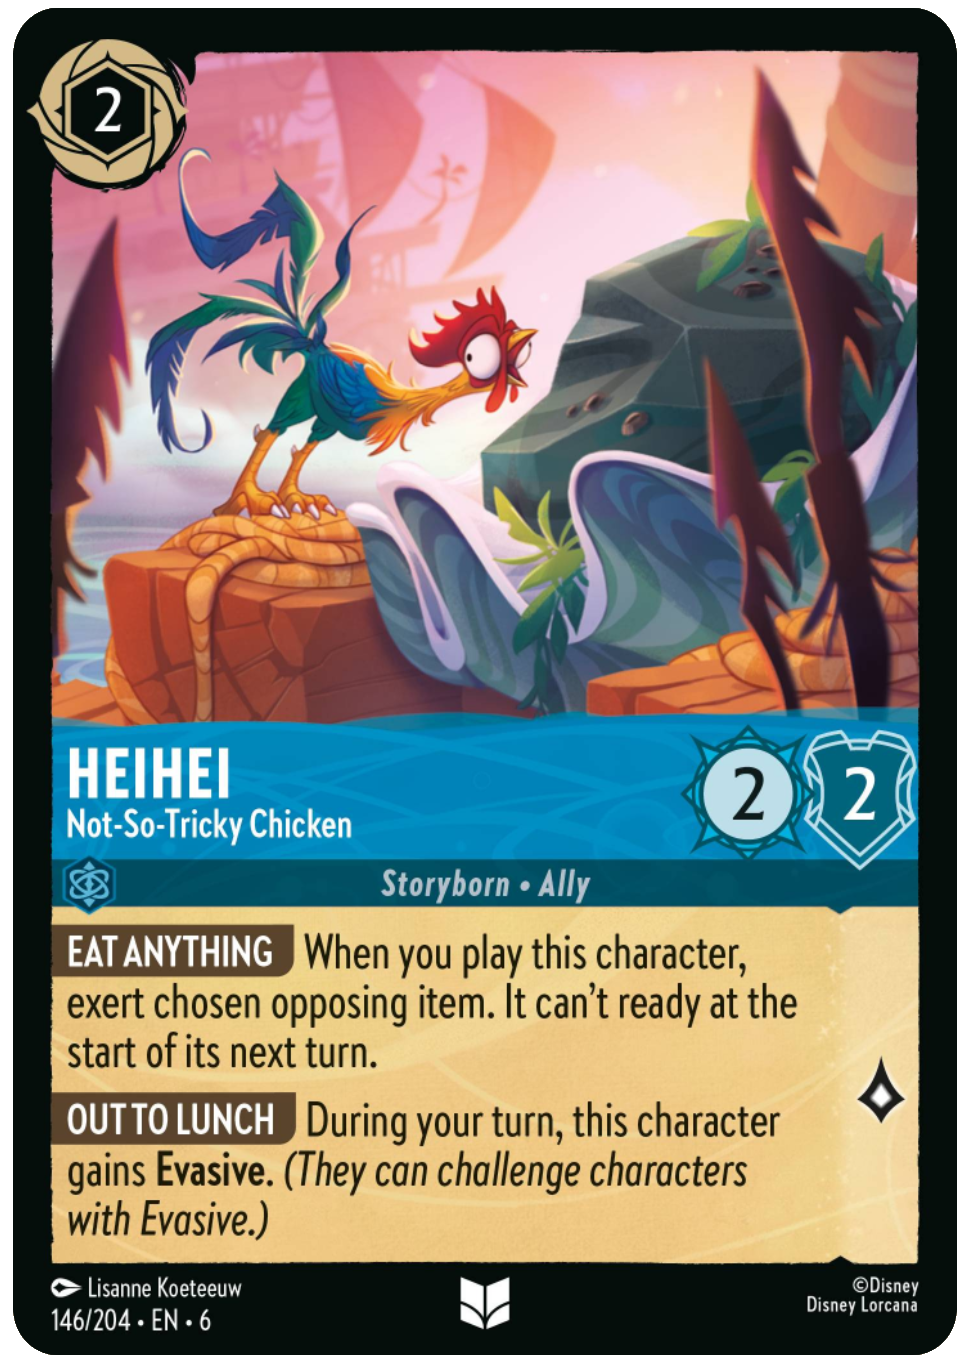 2
HEIHEI
Not-So-Tricky Chicken
2
2
Storyborn • Ally
EAT ANYTHING When you play this character,
exert chosen opposing item. It can't ready at the
start of its next turn.
OUT TO LUNCH During your turn, this character
gains Evasive. (They can challenge characters
with Evasive.)
Lisanne Koeteeuw
146/204 • EN • 6
©Disney
Disney Lorcana